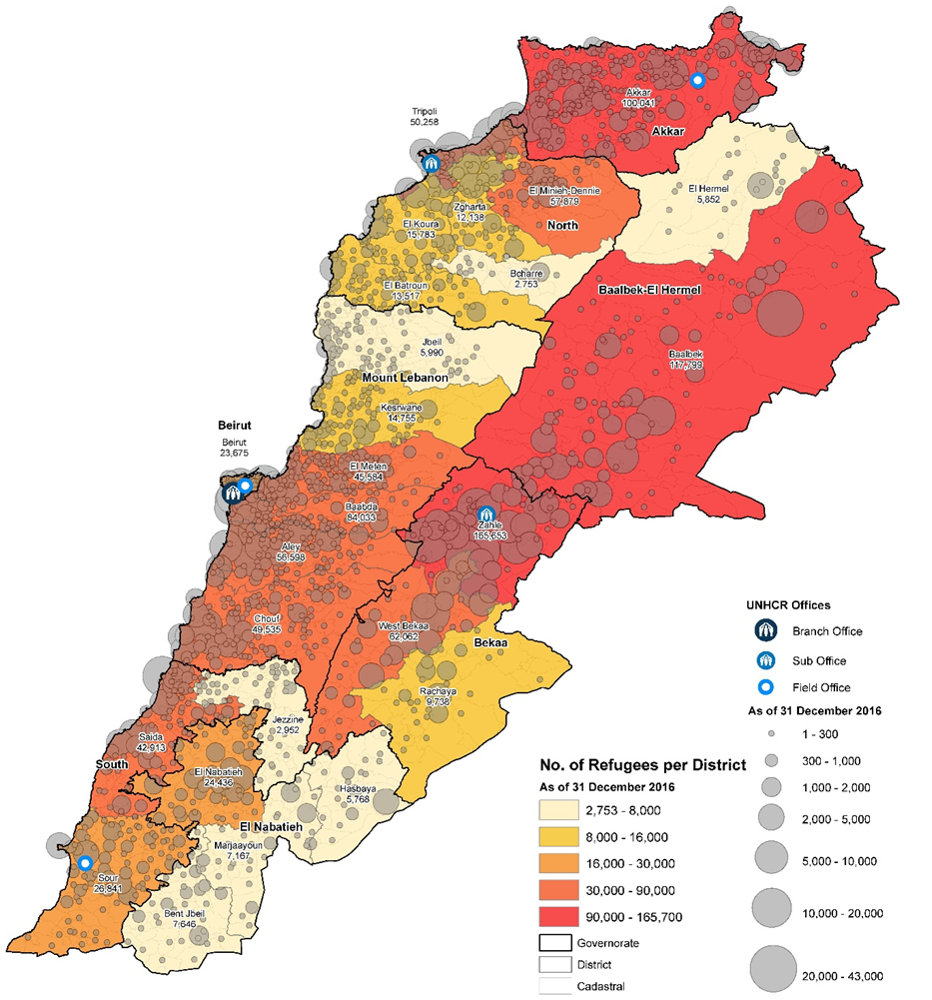 Akkar
100,041
Akkar
Tripoli
50,258
El Hermel
5,852
El Minieh-Dennie
57,879
North
Zgharta
12,138
El Koura
15,783
Bcharre
2,753
El Batroun
13,517
Baalbek-El Hermel
Baalbek
117,799
Jbeil
5,990
Mount Lebanon
Kesrwane
14,755
Beirut
Beirut
23,675
El Meten
45,584
Baabda
84,033
Zahle
165,653
Aley
56,598
Chouf
49,535
West Bekaa
62,062
Bekaa
Rachaya
9,738
Jezzine
2,952
Saida
42,913
South
El Nabatieh
24,436
Hasbaya
5,768
El Nabatieh
Marjaayoun
7,167
Sour
26,841
Bent Jbeil
7,646
UNHCR Offices
Branch Office
Sub Office
Field Office
As of 31 December 2016
1 - 300
300 - 1,000
1,000 - 2,000
2,000 - 5,000
5,000 - 10,000
10,000 - 20,000
20,000 - 43,000
No. of Refugees per District
As of 31 December 2016
2,753 - 8,000
8,000 - 16,000
16,000 - 30,000
30,000 - 90,000
90,000 - 165,700
Governorate
District
Cadastral